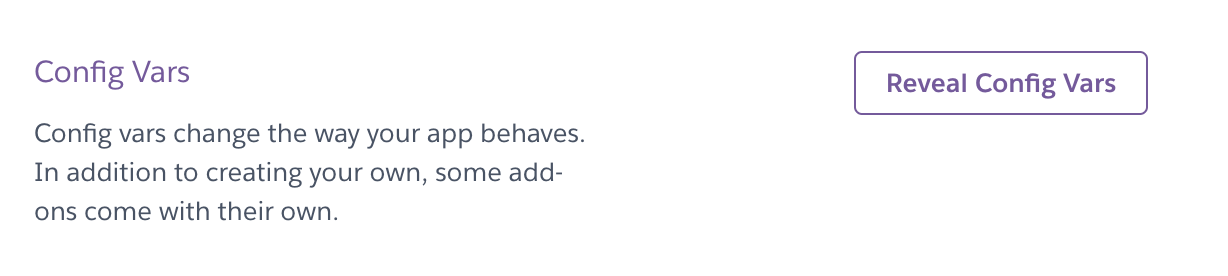 Config Vars
Reveal Config Vars
Config vars change the way your app behaves.
In addition to creating your own, some add-
ons come with their own.